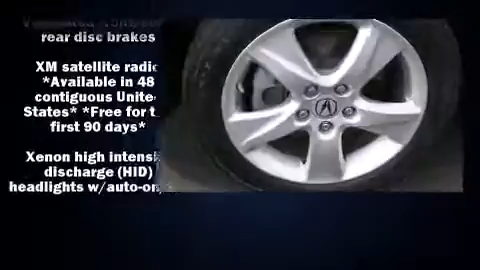 rear disc brakes
XM satellite radio
*Available in 48
contiguous Unite
States* *Free for t
first 90 days*
Xenon high intensi
discharge (HID)
headlights w/auto-on